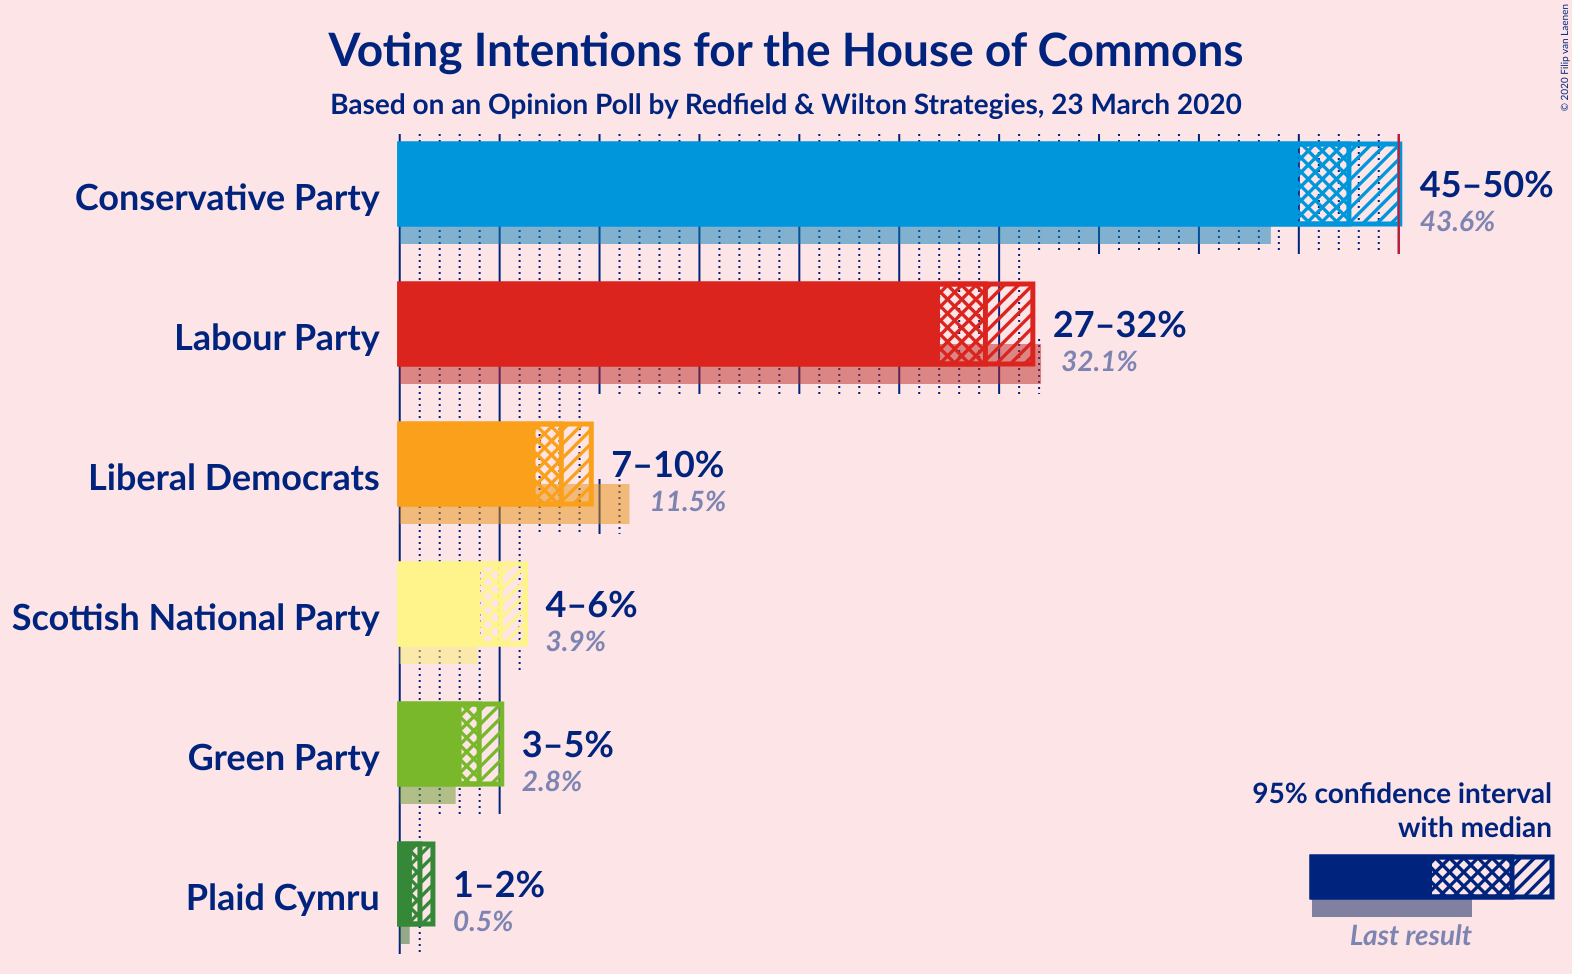 Voting Intentions for the House of Commons
Based on an Opinion Poll by Redfield & Wilton Strategies, 23 March 2020
© 2020 Filip van Laenen
Conservative Party
45–50%
43.6%
Labour Party
27–32%
32.1%
Liberal Democrats
7–10%
11.5%
Scottish National Party
4–6%
3.9%
Green Party
3–5%
2.8%
Plaid Cymru
1–2%
0.5%
95% confidence interval
with median
Last result